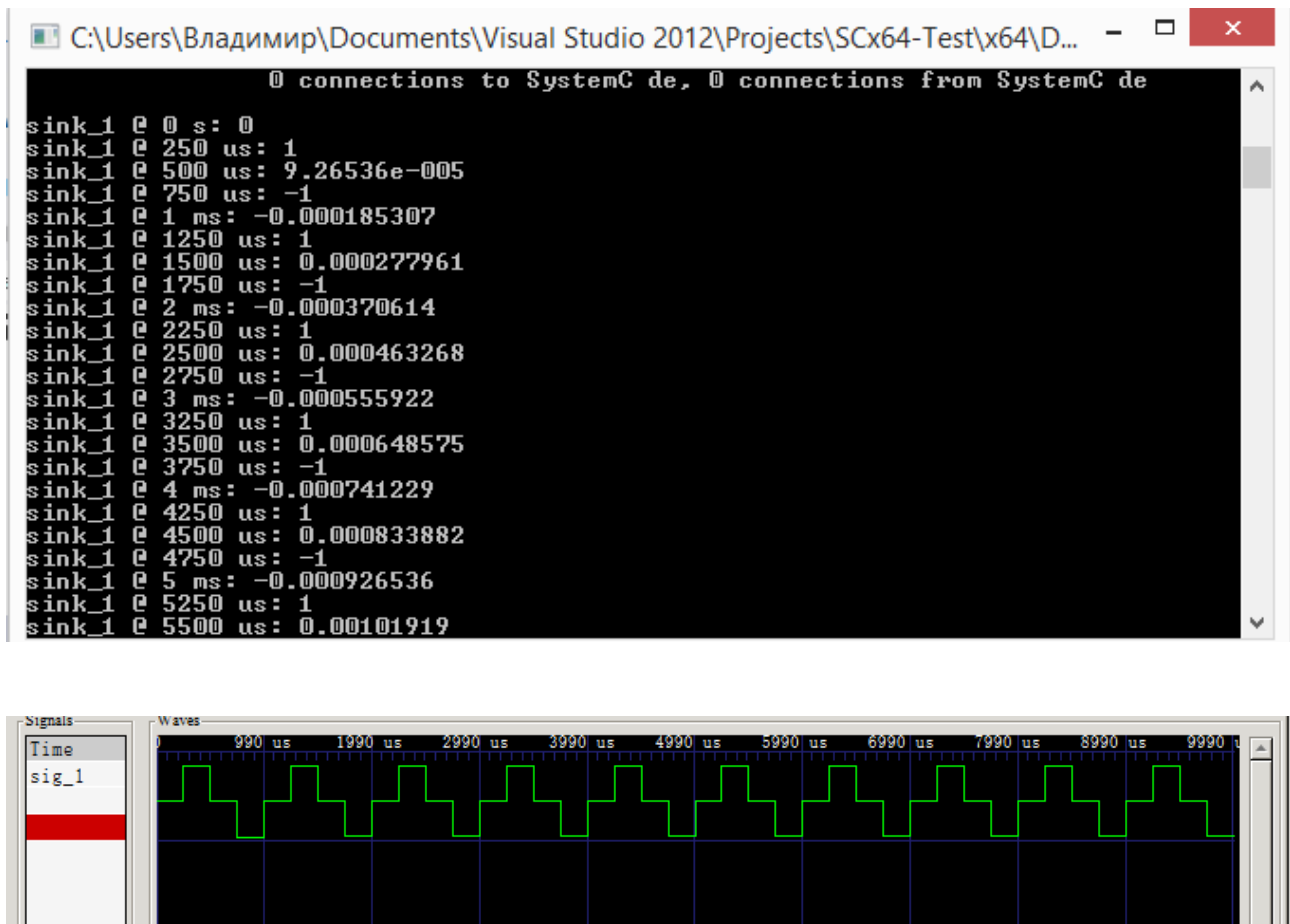 C:\Users\Владимир\Documents\Visual Studio 2012\Projects\SCx64-Test\x64\D...
0 connections to SystemC de, 0 connections from SystemC de
sink_1 @ 0 s: 0
sink_1 @ 250 us: 1
sink_1 @ 500 us: 9.26536e-005
sink_1 @ 750 us: -1
sink_1 @ 1 ms: -0.000185307
sink_1 @ 1250 us: 1
sink_1 @ 1500 us: 0.000277961
sink_1 @ 1750 us: -1
sink_1 @ 2 ms: -0.000370614
sink_1 @ 2250 us: 1
sink_1 @ 2500 us: 0.000463268
sink_1 @ 2750 us: -1
sink_1 @ 3 ms: -0.000555922
sink_1 @ 3250 us: 1
sink_1 @ 3500 us: 0.000648575
sink_1 @ 3750 us: -1
sink_1 @ 4 ms: -0.000741229
sink_1 @ 4250 us: 1
sink_1 @ 4500 us: 0.000833882
sink_1 @ 4750 us: -1
sink_1 @ 5 ms: -0.000926536
sink_1 @ 5250 us: 1
sink_1 @ 5500 us: 0.00101919
Signals Waves
Time 990 us 1990 us 2990 us 3990 us 4990 us 5990 us 6990 us 7990 us 8990 us 9990
sig_1